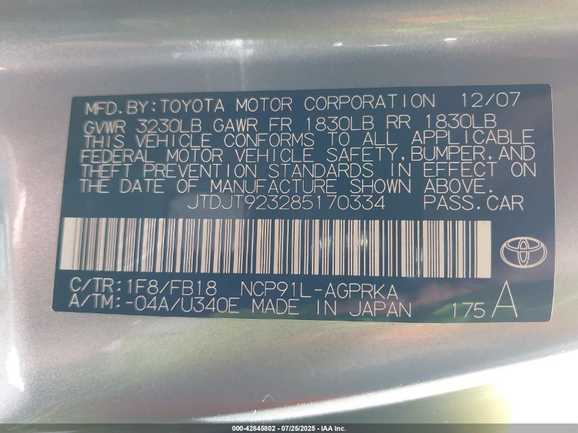 MFD. BY: TOYOTA MOTOR CORPORATION 12/07
GVWR 3230LB GAWR FR 1830LB RR 1830LB
THIS VEHICLE CONFORMS TO ALL APPLICABLE
FEDERAL MOTOR VEHICLE SAFETY, BUMPER, AND
THEFT PREVENTION STANDARDS IN EFFECT ON
THE DATE OF MANUFACTURE SHOWN ABOVE.
JTDJT923285170334 PASS. CAR
TOYOTA
C/TR: 1F8/FB18 NCP91L-AGPRKA
A/TM: -04A/U340E MADE IN JAPAN 175 A
000-42845802 - 07/25/2025 - IAA Inc.